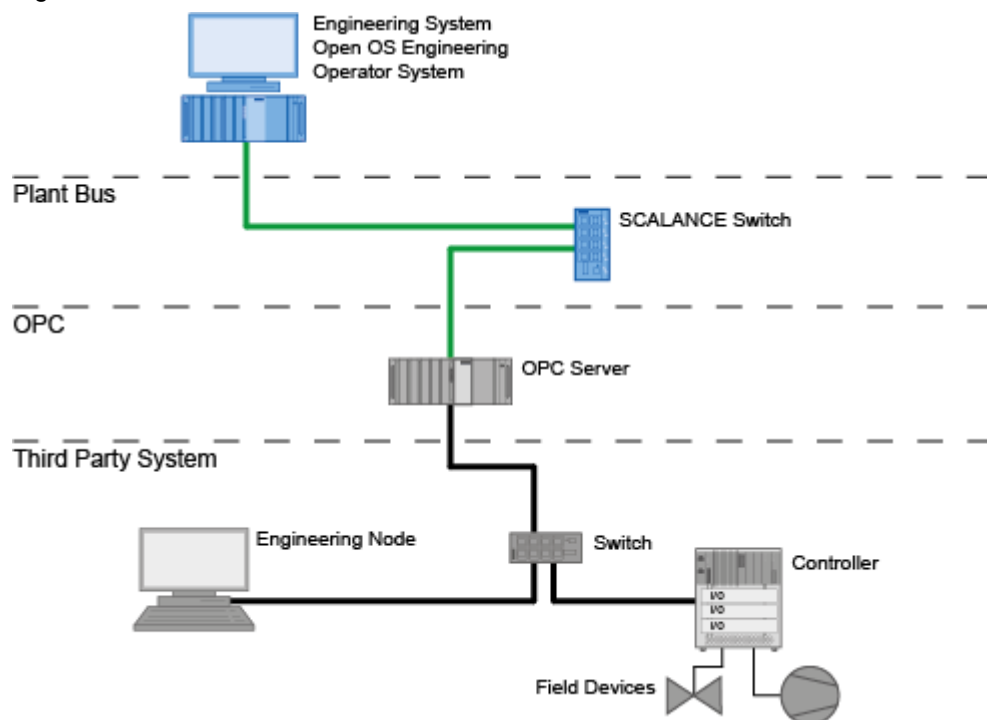 Engineering System
Open OS Engineering
Operator System
Plant Bus
SCALANCE Switch
OPC
OPC Server
Third Party System
Engineering Node
Switch
Controller
I/O
I/O
I/O
Field Devices